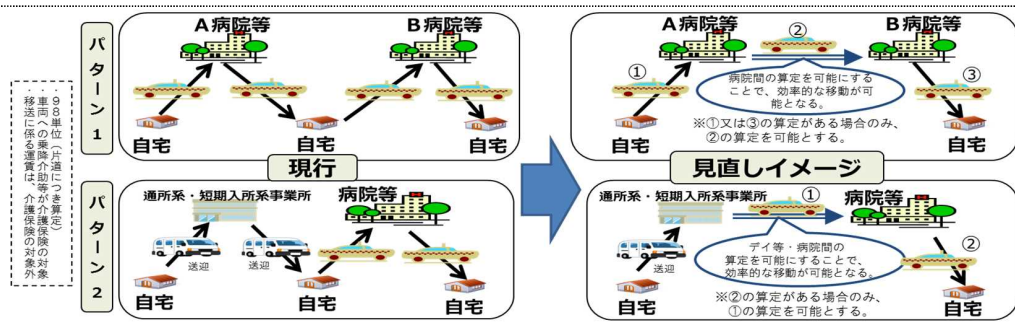 ・98単位（片道につき算定）
・車両への乗降介助等が介護保険の対象
・移送に係る運賃は、介護保険の対象外
パターン1
A病院等
B病院等
自宅
自宅
自宅
現行
パターン2
通所系・短期入所系事業所
病院等
送迎
送迎
自宅
自宅
自宅
A病院等
B病院等
①
②
③
病院間の算定を可能にする
ことで、効率的な移動が可
能となる。
自宅
※①又は③の算定がある場合のみ、
②の算定を可能とする。
自宅
見直しイメージ
通所系・短期入所系事業所
①
病院等
送迎
デイ等・病院間の
算定を可能にすることで、
効率的な移動が可能となる。
②
自宅
※②の算定がある場合のみ、
①の算定を可能とする。
自宅